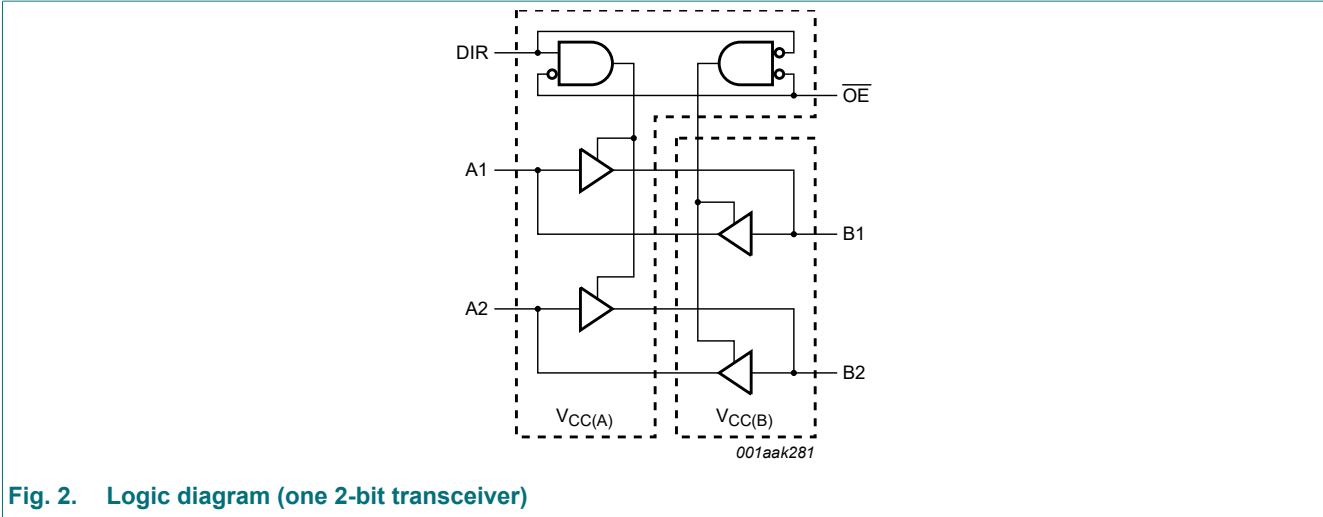 DIR
OE
A1
B1
A2
B2
VCC(A) VCC(B)
001aak281
Fig. 2. Logic diagram (one 2-bit transceiver)